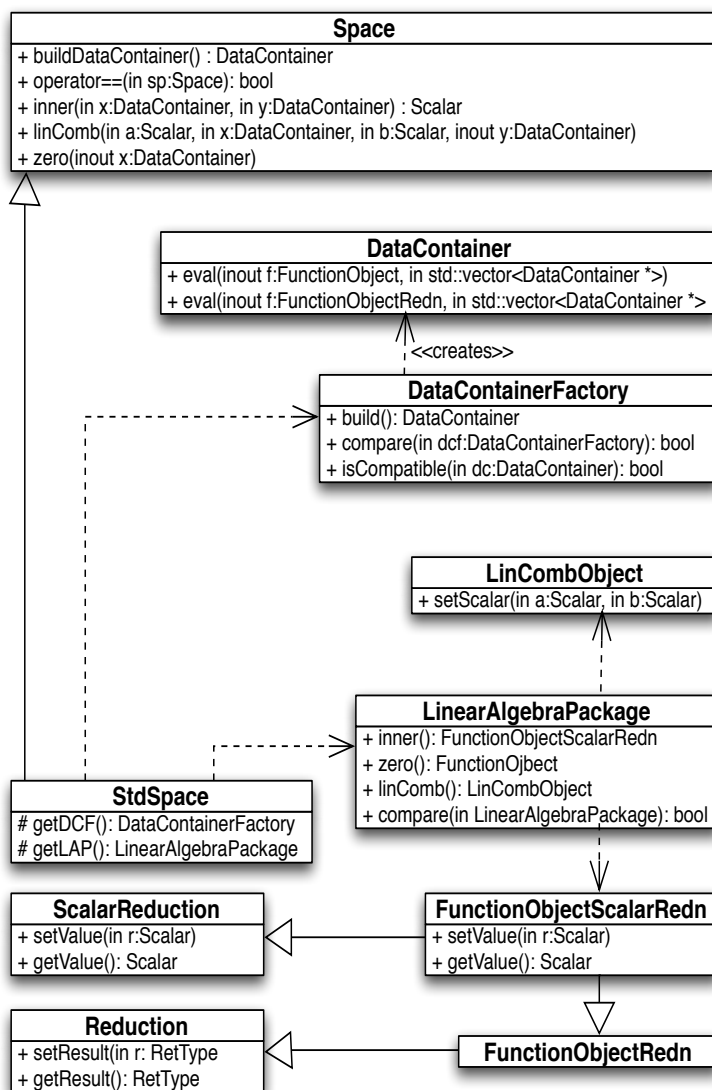 Space
+ buildDataContainer() : DataContainer
+ operator==(in sp:Space): bool
+ inner(in x:DataContainer, in y:DataContainer) : Scalar
+ linComb(in a:Scalar, in x:DataContainer, in b:Scalar, inout y:DataContainer)
+ zero(inout x:DataContainer)
DataContainer
+ eval(inout f:FunctionObject, in std::vector<DataContainer *>)
+ eval(inout f:FunctionObjectRedn, in std::vector<DataContainer *>
<<creates>>
DataContainerFactory
+ build(): DataContainer
+ compare(in dcf:DataContainerFactory): bool
+ isCompatible(in dc:DataContainer): bool
LinCombObject
+ setScalar(in a:Scalar, in b:Scalar)
LinearAlgebraPackage
+ inner(): FunctionObjectScalarRedn
+ zero(): FunctionOjbect
+ linComb(): LinCombObject
+ compare(in LinearAlgebraPackage): bool
StdSpace
# getDCF(): DataContainerFactory
# getLAP(): LinearAlgebraPackage
ScalarReduction
+ setValue(in r:Scalar)
+ getValue(): Scalar
FunctionObjectScalarRedn
+ setValue(in r:Scalar)
+ getValue(): Scalar
Reduction
+ setResult(in r: RetType
+ getResult(): RetType
FunctionObjectRedn